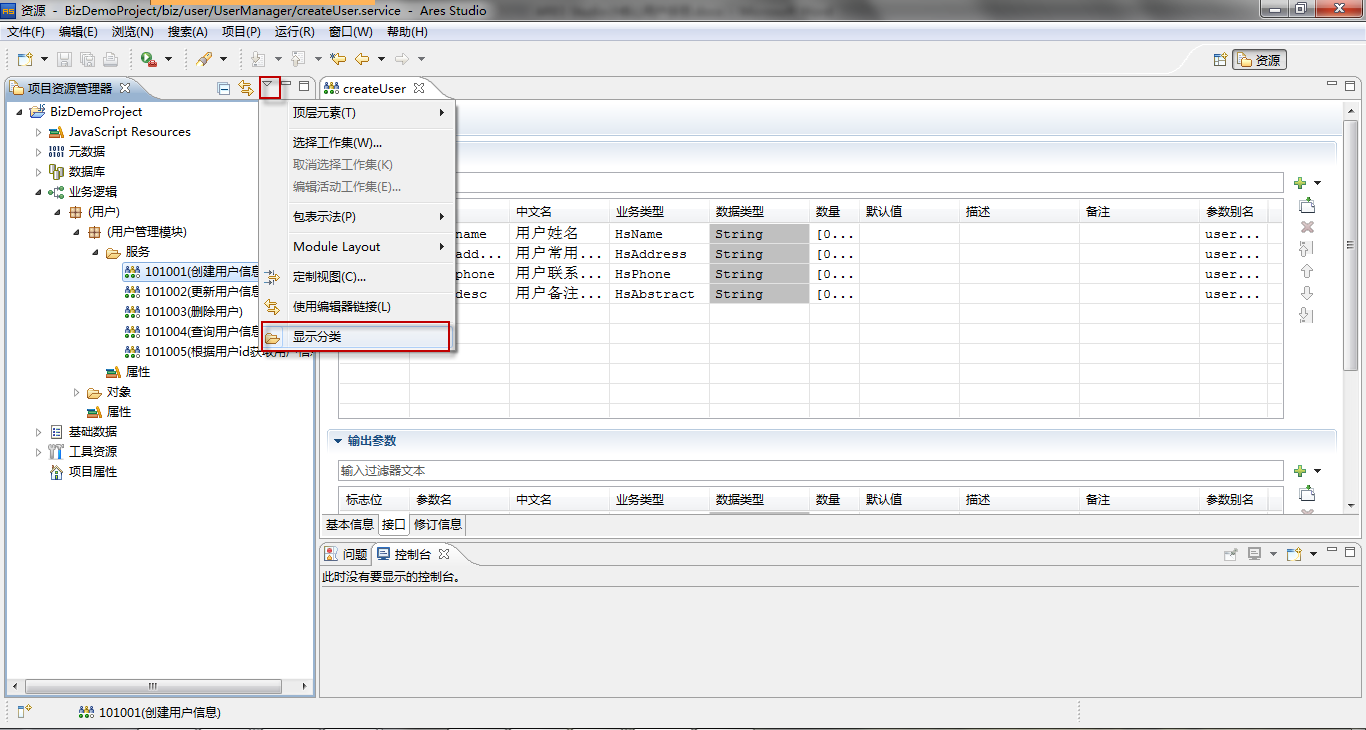 资源 - BizDemoProject/biz/user/UserManager/createUser.service - Ares Studio
文件(F) 编辑(E) 浏览(N) 搜索(A) 项目(P) 运行(R) 窗口(W) 帮助(H)
资源
项目资源管理器
createUser
BizDemoProject
JavaScript Resources
元数据
数据库
业务逻辑
(用户)
(用户管理模块)
服务
101001(创建用户信息
101002(更新用户信息
101003(删除用户)
101004(查询用户信息
101005(根据用户id获取用户信息
属性
对象
属性
基础数据
工具资源
项目属性
顶层元素(T)
选择工作集(W)...
取消选择工作集(K)
编辑活动工作集(E)...
包表示法(P)
Module Layout
定制视图(C)...
使用编辑器链接(L)
显示分类
中文名 业务类型 数据类型 数量 默认值 描述 备注 参数别名
name 用户姓名 HsName String [0... user...
add... 用户常用... HsAddress String [0... user...
phone 用户联系... HsPhone String [0... user...
desc 用户备注... HsAbstract String [0... user...
输出参数
输入过滤器文本
标志位 参数名 中文名 业务类型 数据类型 数量 默认值 描述 备注 参数别名
基本信息 接口 修订信息
问题 控制台
此时没有要显示的控制台。
101001(创建用户信息)